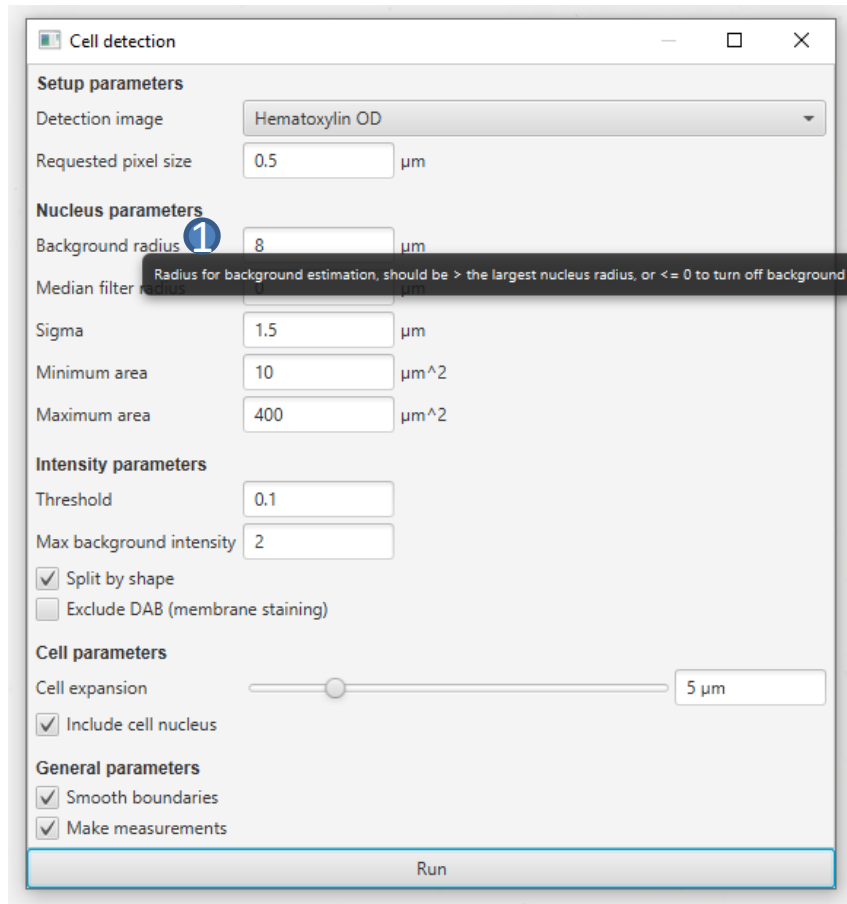 Cell detection
Setup parameters
Detection image Hematoxylin OD
Requested pixel size 0.5 µm
Nucleus parameters
1
Background radius 8 µm
Radius for background estimation, should be > the largest nucleus radius, or <= 0 to turn off background
Median filter radius 0 µm
Sigma 1.5 µm
Minimum area 10 µm^2
Maximum area 400 µm^2
Intensity parameters
Threshold 0.1
Max background intensity 2
Split by shape
Exclude DAB (membrane staining)
Cell parameters
Cell expansion 5 µm
Include cell nucleus
General parameters
Smooth boundaries
Make measurements
Run